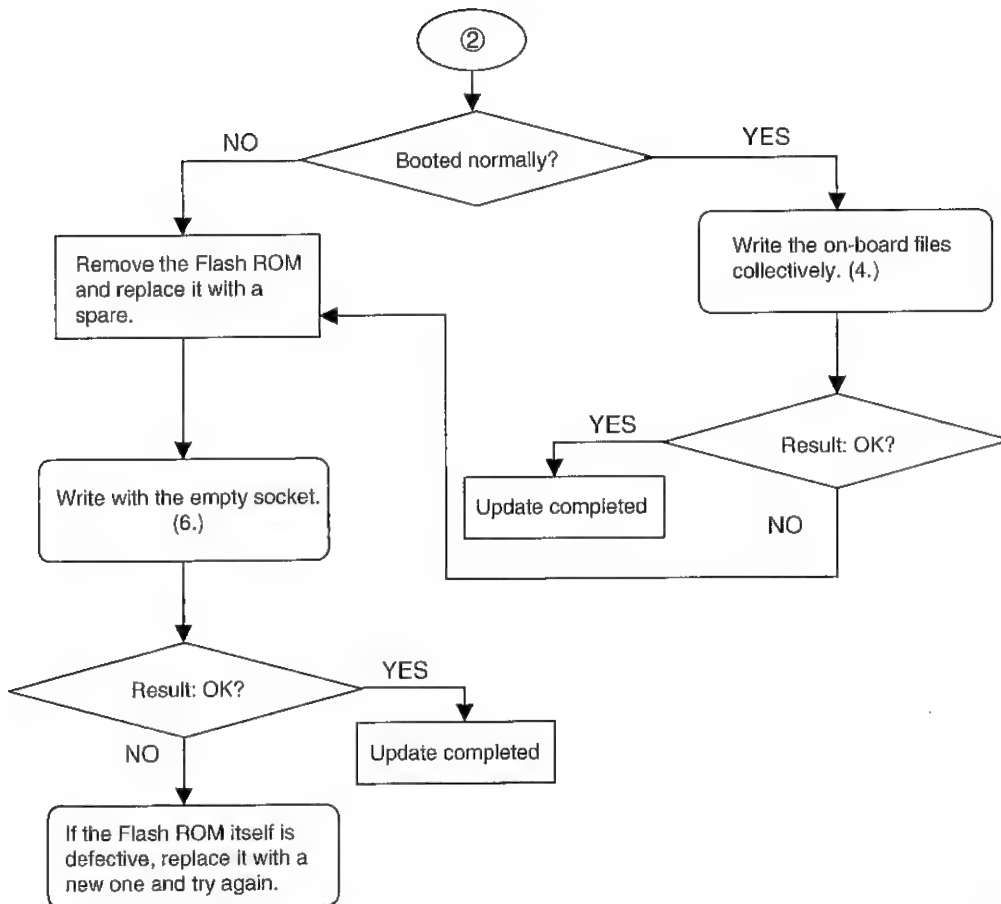 ②
Booted normally?
NO
YES
Remove the Flash ROM
and replace it with a
spare.
Write the on-board files
collectively. (4.)
YES
Result: OK?
Update completed
NO
Write with the empty socket.
(6.)
Result: OK?
YES
NO
Update completed
If the Flash ROM itself is
defective, replace it with a
new one and try again.